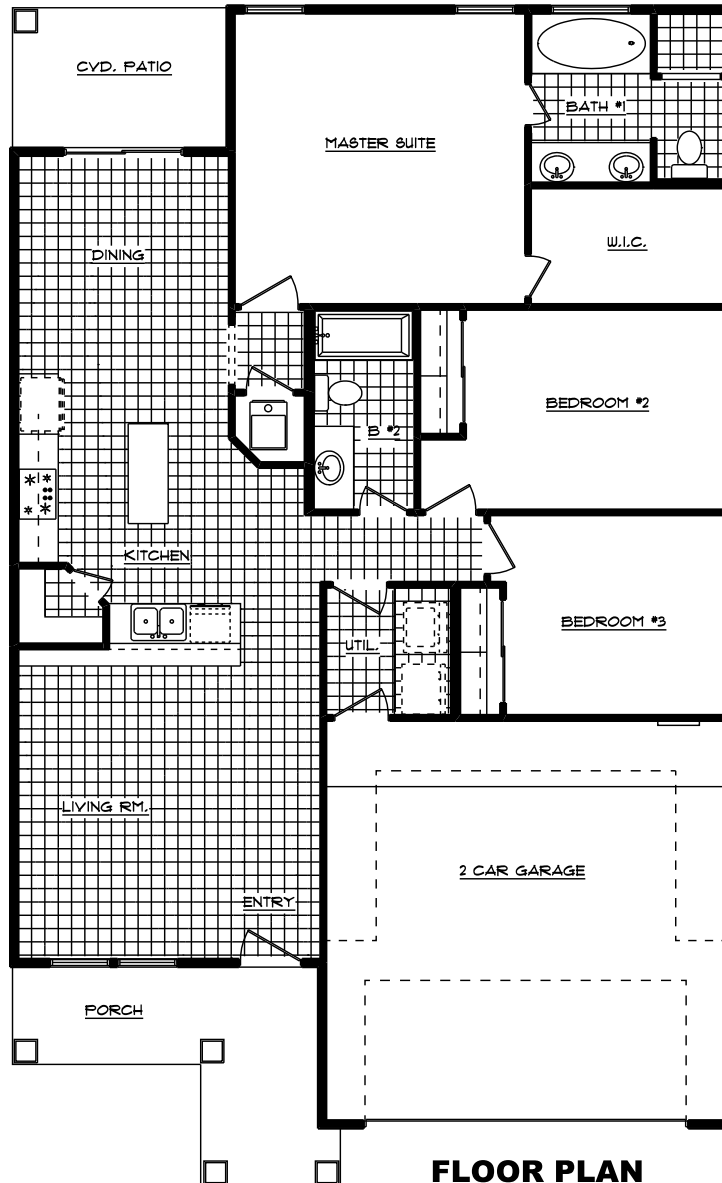 CVD. PATIO
BATH #1
MASTER SUITE
W.I.C.
DINING
BEDROOM #2
B #2
KITCHEN
BEDROOM #3
UTIL.
LIVING RM.
2 CAR GARAGE
ENTRY
PORCH
FLOOR PLAN